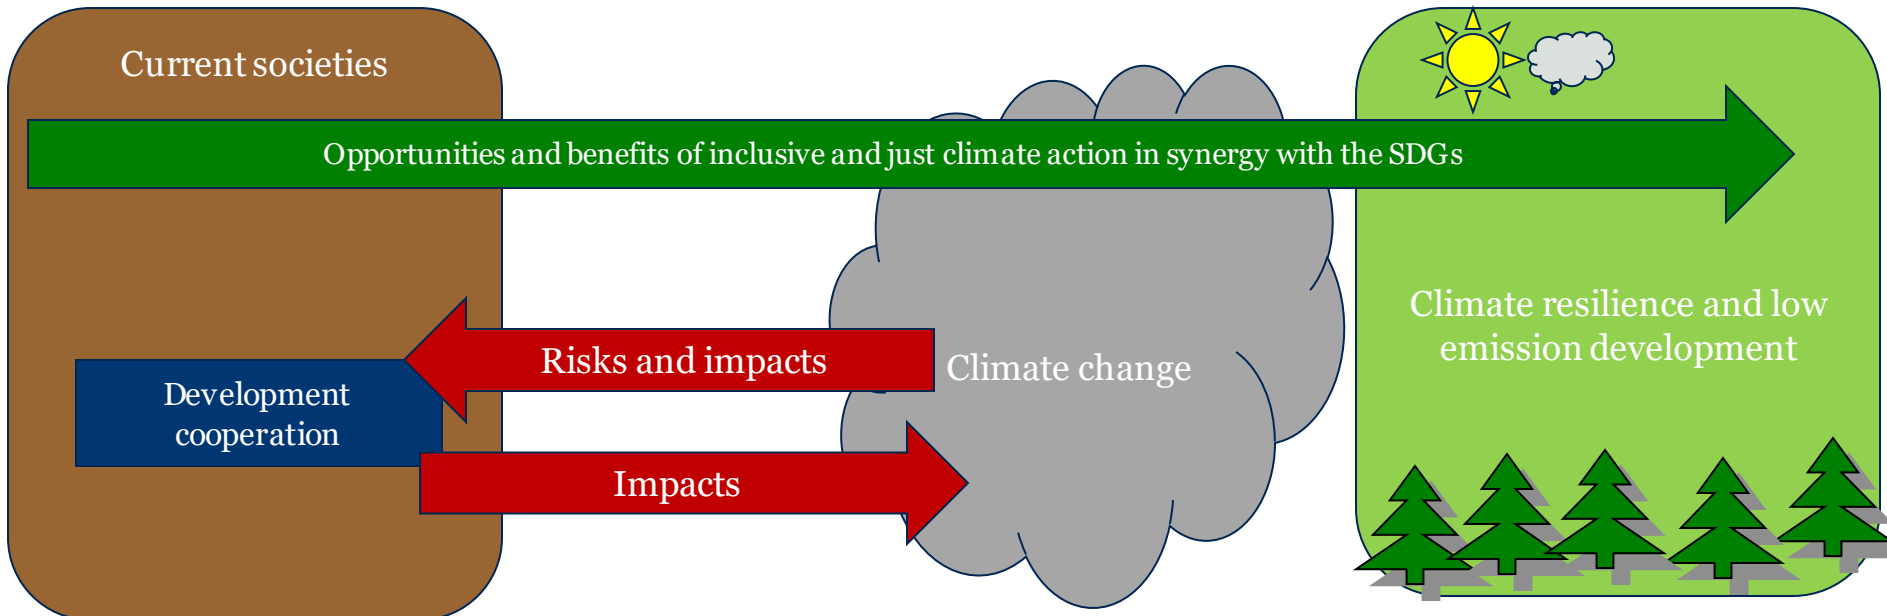 Current societies
Opportunities and benefits of inclusive and just climate action in synergy with the SDGs
Climate resilience and low
emission development
Risks and impacts
Climate change
Development
cooperation
Impacts